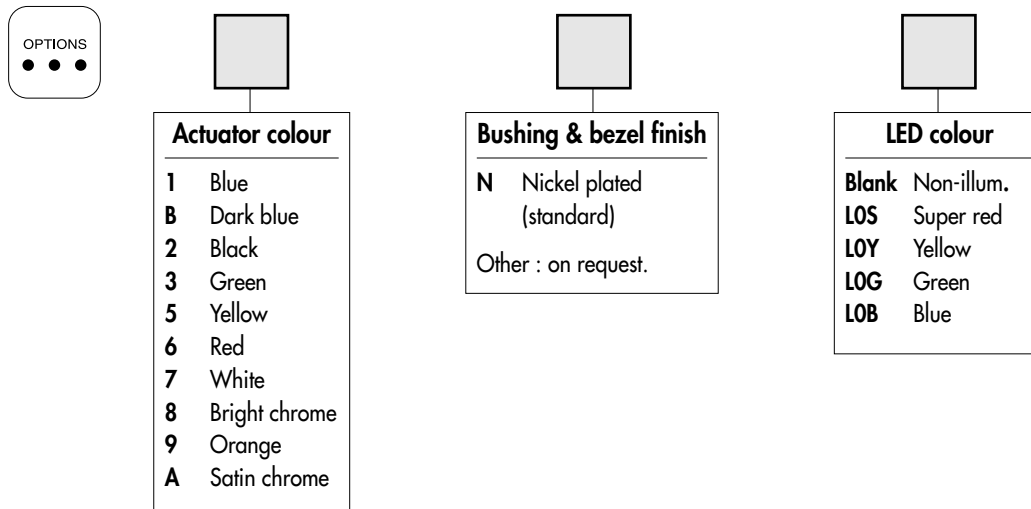 OPTIONS
Actuator colour
1 Blue
B Dark blue
2 Black
3 Green
5 Yellow
6 Red
7 White
8 Bright chrome
9 Orange
A Satin chrome
Bushing & bezel finish
N Nickel plated
(standard)
Other : on request.
LED colour
Blank Non-illum.
L0S Super red
L0Y Yellow
L0G Green
L0B Blue